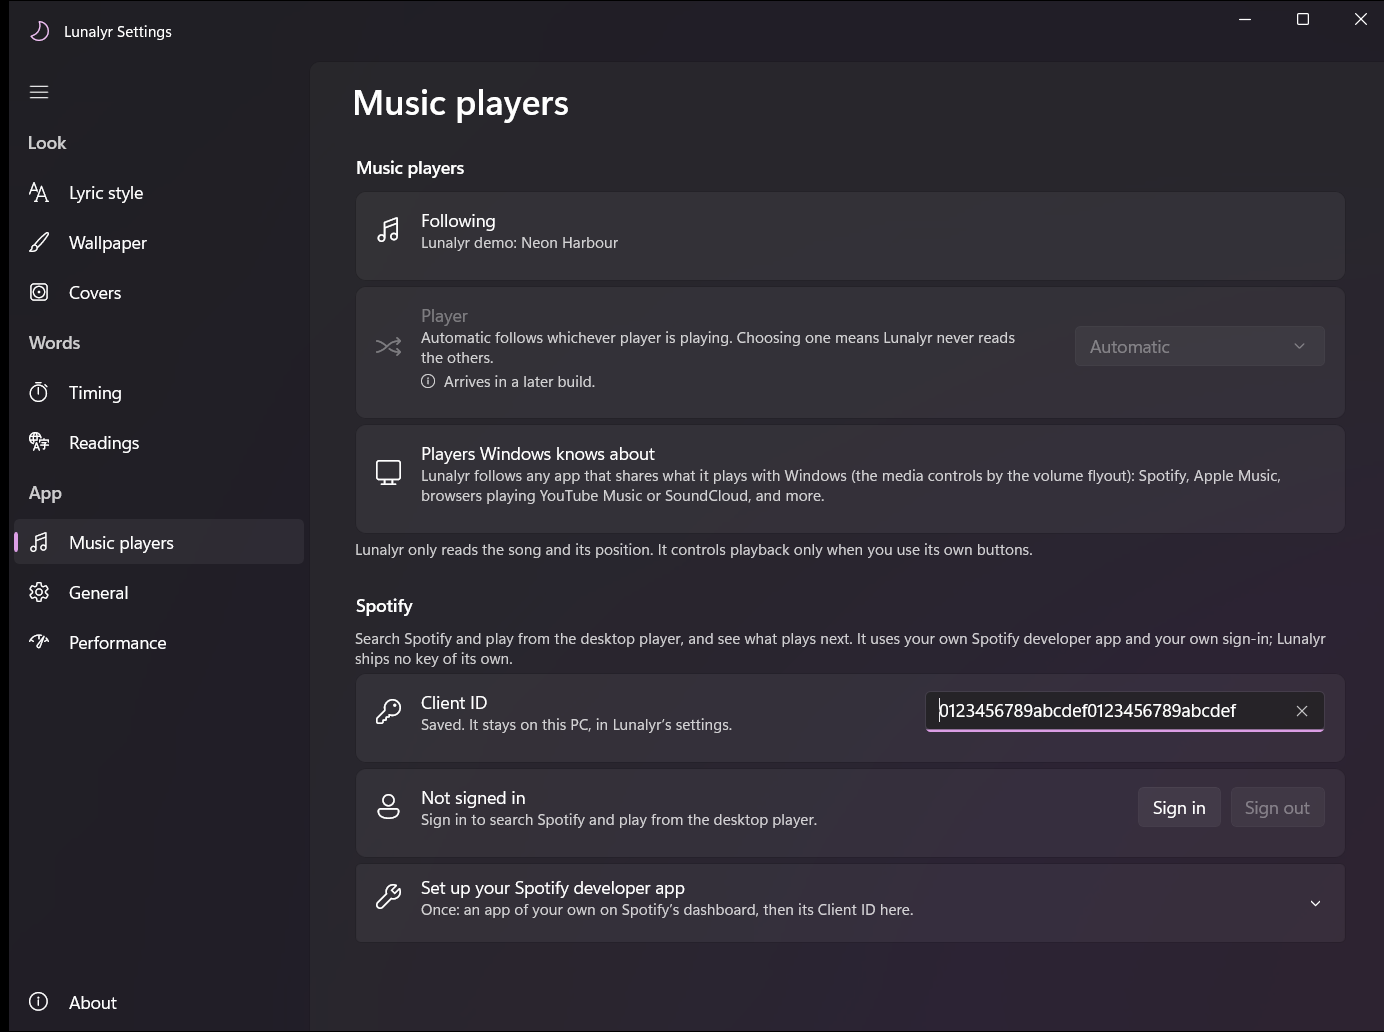 Lunalyr Settings
Look
Lyric style
Wallpaper
Covers
Words
Timing
Readings
App
Music players
General
Performance
About
Music players
Music players
Following
Lunalyr demo: Neon Harbour
Player
Automatic follows whichever player is playing. Choosing one means Lunalyr never reads
the others.
Arrives in a later build.
Automatic
Players Windows knows about
Lunalyr follows any app that shares what it plays with Windows (the media controls by the volume flyout): Spotify, Apple Music,
browsers playing YouTube Music or SoundCloud, and more.
Lunalyr only reads the song and its position. It controls playback only when you use its own buttons.
Spotify
Search Spotify and play from the desktop player, and see what plays next. It uses your own Spotify developer app and your own sign-in; Lunalyr
ships no key of its own.
Client ID
Saved. It stays on this PC, in Lunalyr's settings.
0123456789abcdef0123456789abcdef
Not signed in
Sign in to search Spotify and play from the desktop player.
Sign in
Sign out
Set up your Spotify developer app
Once: an app of your own on Spotify's dashboard, then its Client ID here.